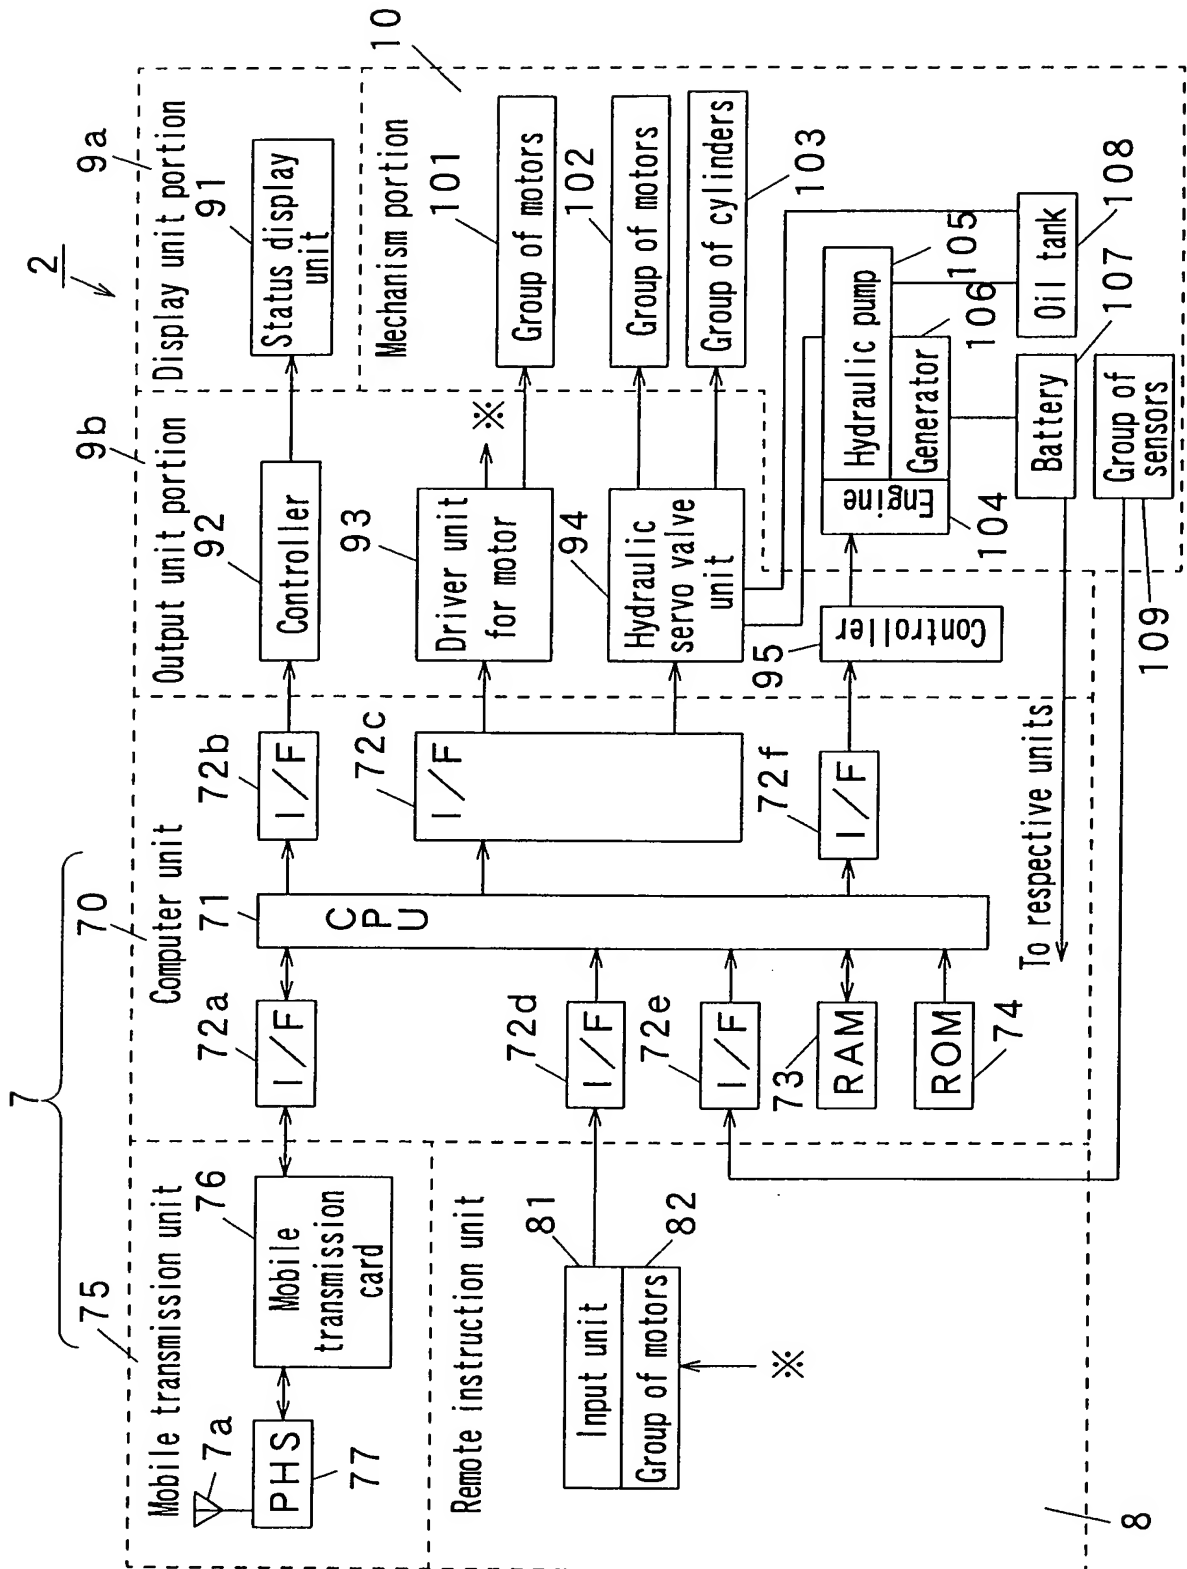 2
7
75
Mobile transmission unit
7a
PHS
77
76
Mobile
transmission
card
70
Computer unit
72a
I/F
71
CPU
72b
I/F
72c
I/F
72d
I/F
72e
I/F
72f
I/F
73
RAM
ROM
74
To respective units
9b
Output unit portion
92
Controller
93
Driver unit
for motor
※
94
Hydraulic
servo valve
unit
95
Controller
9a
Display unit portion
91
Status display
unit
10
Mechanism portion
101
Group of motors
102
Group of motors
Group of cylinders
103
Hydraulic pump
105
Generator
106
Engine
104
Oil tank
108
Battery
107
Group of
sensors
109
Remote instruction unit
81
Input unit
82
Group of motors
※
8